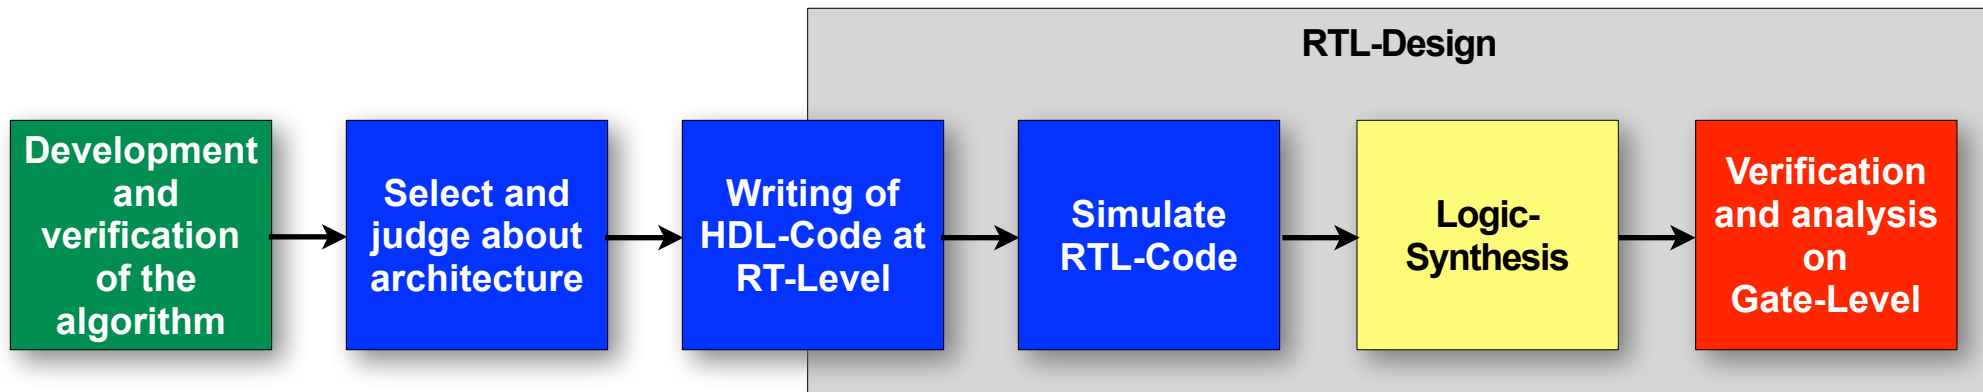 RTL-Design
Development
and
verification
of the
algorithm
Select and
judge about
architecture
Writing of
HDL-Code at
RT-Level
Simulate
RTL-Code
Logic-
Synthesis
Verification
and analysis
on
Gate-Level